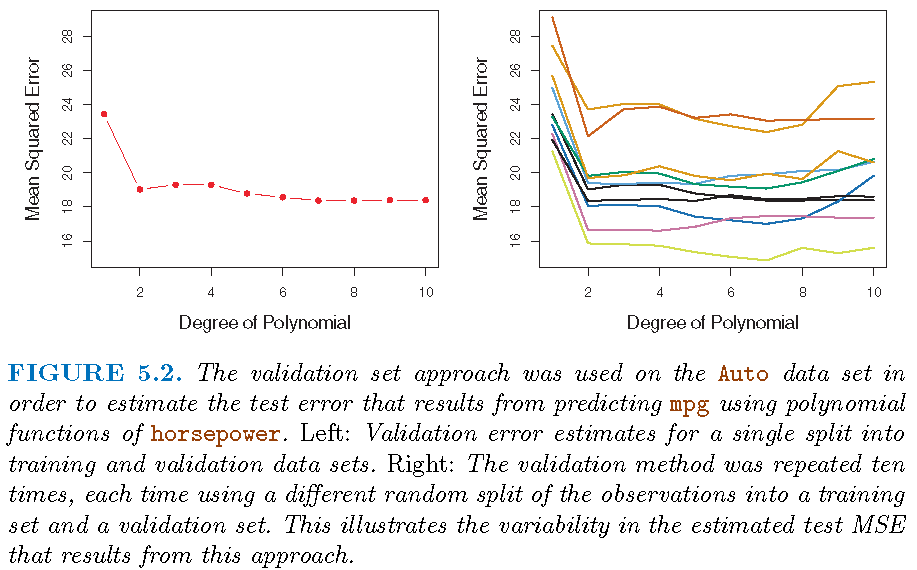 Mean Squared Error
16 18 20 22 24 26 28
2 4 6 8 10
Degree of Polynomial
Mean Squared Error
16 18 20 22 24 26 28
2 4 6 8 10
Degree of Polynomial
FIGURE 5.2. The validation set approach was used on the Auto data set in
order to estimate the test error that results from predicting mpg using polynomial
functions of horsepower. Left: Validation error estimates for a single split into
training and validation data sets. Right: The validation method was repeated ten
times, each time using a different random split of the observations into a training
set and a validation set. This illustrates the variability in the estimated test MSE
that results from this approach.